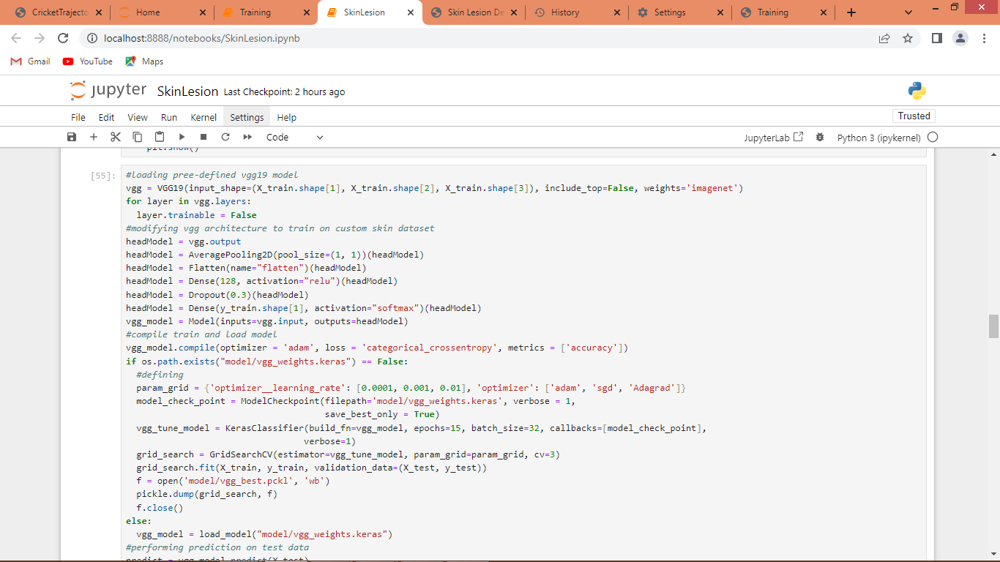 CricketTrajecto
Home
Training
SkinLesion
Skin Lesion De
History
Settings
Training
localhost:8888/notebooks/SkinLesion.ipynb
Gmail
YouTube
Maps
jupyter SkinLesion Last Checkpoint: 2 hours ago
File Edit View Run Kernel Settings Help
Trusted
Code
JupyterLab
Python 3 (ipykernel)
plt.show()
[55]:
#loading pree-defined vgg19 model
vgg = VGG19(input_shape=(X_train.shape[1], X_train.shape[2], X_train.shape[3]), include_top=False, weights='imagenet')
for layer in vgg.layers:
  layer.trainable = False
#modifying vgg architecture to train on custom skin dataset
headModel = vgg.output
headModel = AveragePooling2D(pool_size=(1, 1))(headModel)
headModel = Flatten(name="flatten")(headModel)
headModel = Dense(128, activation="relu")(headModel)
headModel = Dropout(0.3)(headModel)
headModel = Dense(y_train.shape[1], activation="softmax")(headModel)
vgg_model = Model(inputs=vgg.input, outputs=headModel)
#compile train and load model
vgg_model.compile(optimizer = 'adam', loss = 'categorical_crossentropy', metrics = ['accuracy'])
if os.path.exists("model/vgg_weights.keras") == False:
  #defining
  param_grid = {'optimizer__learning_rate': [0.0001, 0.001, 0.01], 'optimizer': ['adam', 'sgd', 'Adagrad']}
  model_check_point = ModelCheckpoint(filepath='model/vgg_weights.keras', verbose = 1,
                                      save_best_only = True)
  vgg_tune_model = KerasClassifier(build_fn=vgg_model, epochs=15, batch_size=32, callbacks=[model_check_point],
                                  verbose=1)
  grid_search = GridSearchCV(estimator=vgg_tune_model, param_grid=param_grid, cv=3)
  grid_search.fit(X_train, y_train, validation_data=(X_test, y_test))
  f = open('model/vgg_best.pckl', 'wb')
  pickle.dump(grid_search, f)
  f.close()
else:
  vgg_model = load_model("model/vgg_weights.keras")
#performing prediction on test data
predict = vgg_model.predict(X_test)